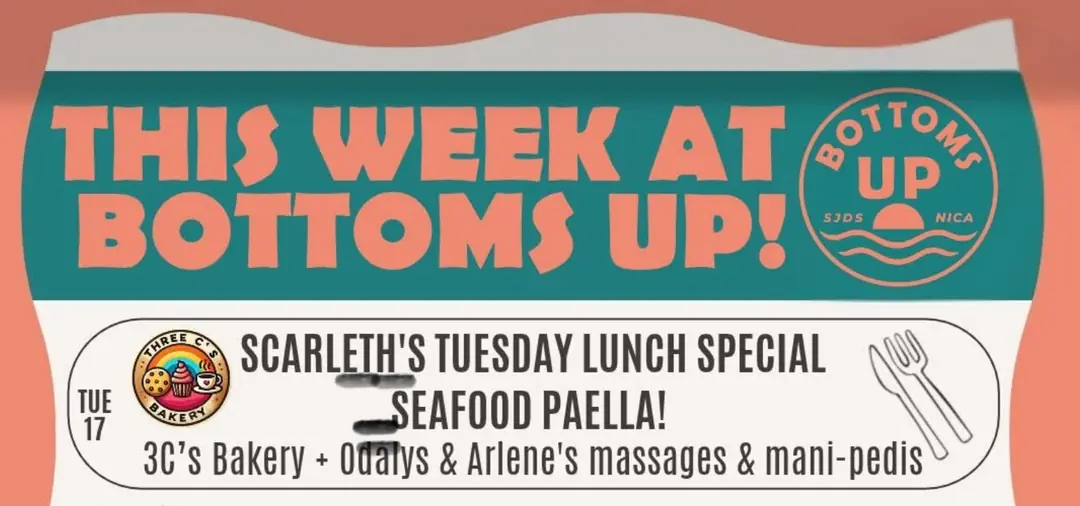 THIS WEEK AT
BOTTOMS UP!
BOTTOMS
UP
SJDS NICA
THREE C'S
BAKERY
TUE
17
SCARLETH'S TUESDAY LUNCH SPECIAL
SEAFOOD PAELLA!
3C's Bakery + Odalys & Arlene's massages & mani-pedis